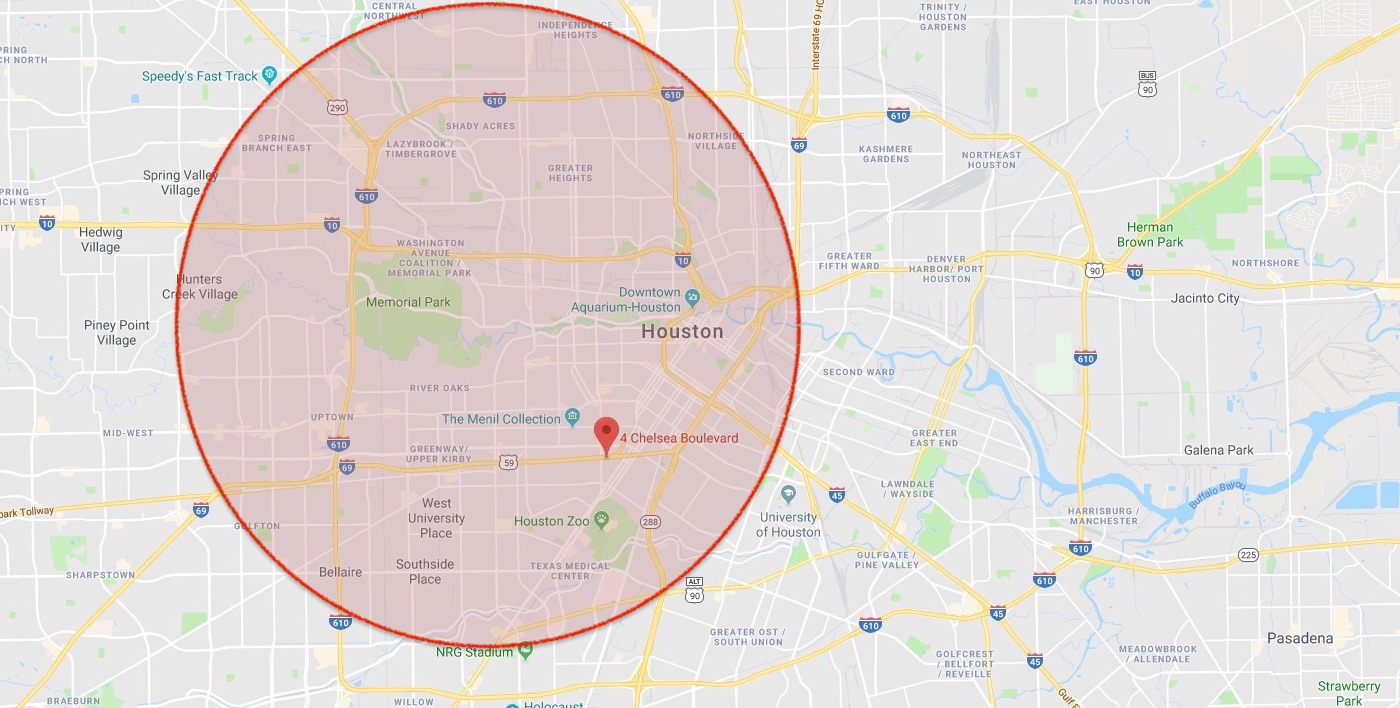 CENTRAL
NORTHWEST
INDEPENDENCE
HEIGHTS
TRINITY /
HOUSTON
GARDENS
EAST HOUSTON
Interstate 69 HO
PRING
CH NORTH
Speedy's Fast Track
290
610
610
BUS
90
610
SPRING
BRANCH EAST
SHADY ACRES
LAZYBROOK /
TIMBERGROVE
NORTHSIDE
VILLAGE
69
KASHMERE
GARDENS
NORTHEAST
HOUSTON
Spring Valley
Village
GREATER
HEIGHTS
PRING
CH WEST
610
10
CITY
Hedwig
Village
10
WASHINGTON
AVENUE
COALITION /
MEMORIAL PARK
10
GREATER
FIFTH WARD
DENVER
HARBOR/ PORT
HOUSTON
Herman
Brown Park
90
10
NORTHSHORE
Hunters
Creek Village
Memorial Park
Downtown
Aquarium-Houston
Jacinto City
Piney Point
Village
Houston
610
SECOND WARD
RIVER OAKS
UPTOWN
The Menil Collection
MID-WEST
4 Chelsea Boulevard
GREATER
EAST END
610
69
GREENWAY/
UPPER KIRBY
59
Galena Park
LAWNDALE
/ WAYSIDE
45
Buffalo Bayou
park Tollway
69
GULFTON
West
University
Place
Houston Zoo
288
University
of Houston
HARRISBURG /
MANCHESTER
610
225
SHARPSTOWN
Bellaire
Southside
Place
TEXAS MEDICAL
CENTER
GULFGATE /
PINE VALLEY
610
ALT
90
610
610
45
GREATER OST /
SOUTH UNION
Pasadena
NRG Stadium
GOLFCREST
/ BELLFORT
/ REVEILLE
45
MEADOWBROOK
/ ALLENDALE
BRAEBURN
WILLOW
Holocaust
Gulf F
Strawberry
Park